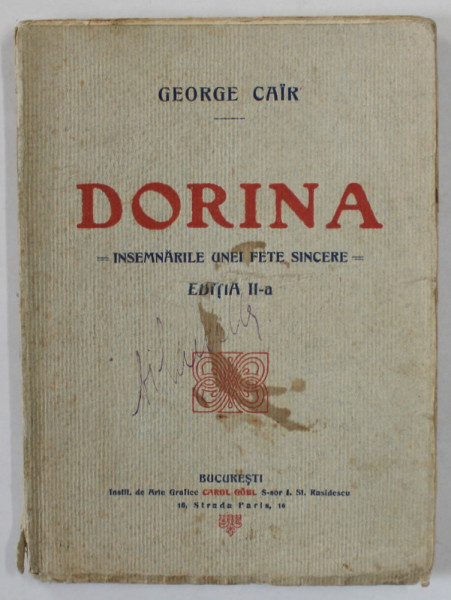 GEORGE CAÏR
DORINA
= INSEMNĂRILE UNEI FETE SINCERE =
EDIŢIA II-a
BUCUREŞTI
Instit. de Arte Grafice CAROL GÖBL S-sor I. St. Rasidescu
16, Strada Paris, 16